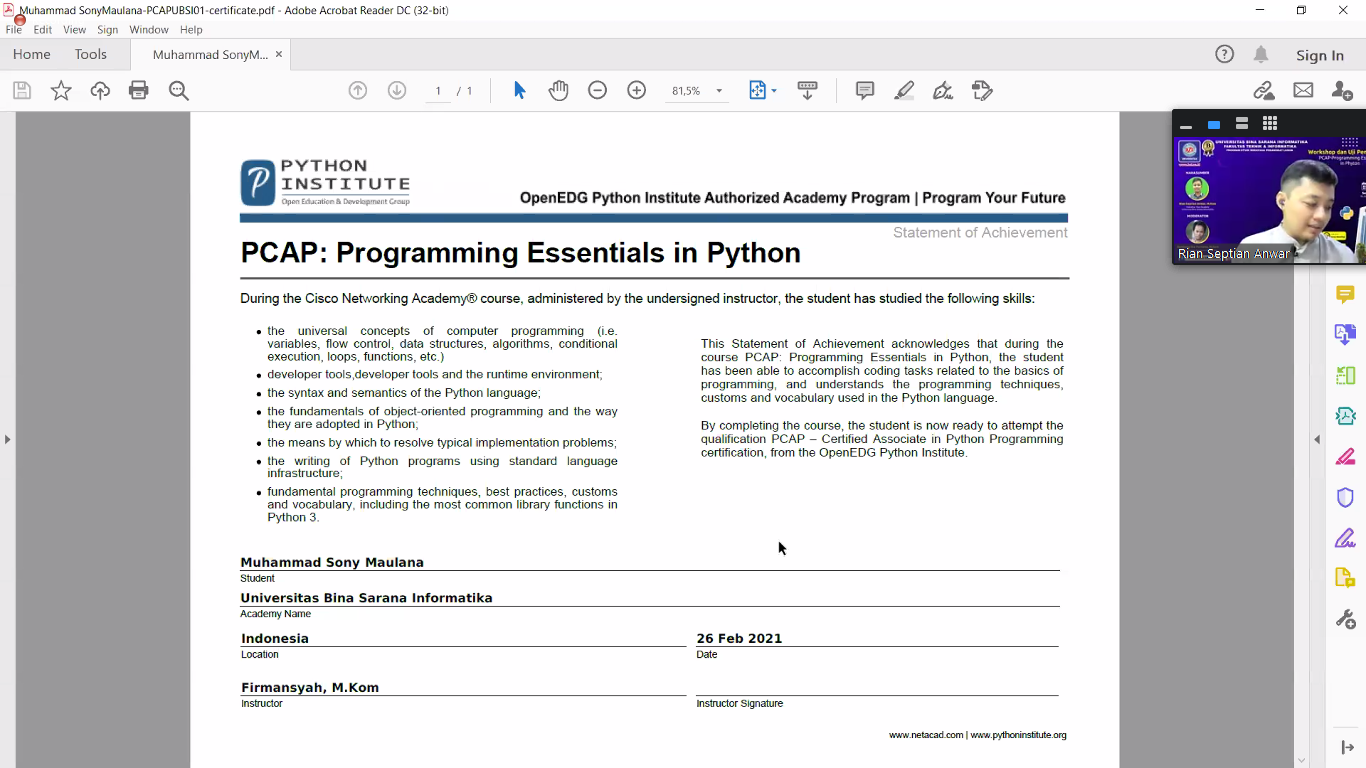 Muhammad SonyMaulana-PCAPUBSI01-certificate.pdf - Adobe Acrobat Reader DC (32-bit)
File Edit View Sign Window Help
Home Tools Muhammad SonyM... × Sign In
1 / 1 81,5%
UNIVERSITAS BINA SARANA INFORMATIKA
FAKULTAS TEKNIK & INFORMATIKA
NARASUMBER
MODERATOR
Rian Septian Anwar
PYTHON
INSTITUTE
Open Education & Development Group
OpenEDG Python Institute Authorized Academy Program | Program Your Future
Statement of Achievement
PCAP: Programming Essentials in Python
During the Cisco Networking Academy® course, administered by the undersigned instructor, the student has studied the following skills:
• the universal concepts of computer programming (i.e.
variables, flow control, data structures, algorithms, conditional
execution, loops, functions, etc.)
• developer tools,developer tools and the runtime environment;
• the syntax and semantics of the Python language;
• the fundamentals of object-oriented programming and the way
they are adopted in Python;
• the means by which to resolve typical implementation problems;
• the writing of Python programs using standard language
infrastructure;
• fundamental programming techniques, best practices, customs
and vocabulary, including the most common library functions in
Python 3.
This Statement of Achievement acknowledges that during the
course PCAP: Programming Essentials in Python, the student
has been able to accomplish coding tasks related to the basics of
programming, and understands the programming techniques,
customs and vocabulary used in the Python language.
By completing the course, the student is now ready to attempt the
qualification PCAP – Certified Associate in Python Programming
certification, from the OpenEDG Python Institute.
Muhammad Sony Maulana
Student
Universitas Bina Sarana Informatika
Academy Name
Indonesia
Location
26 Feb 2021
Date
Firmansyah, M.Kom
Instructor
Instructor Signature
www.netacad.com | www.pythoninstitute.org